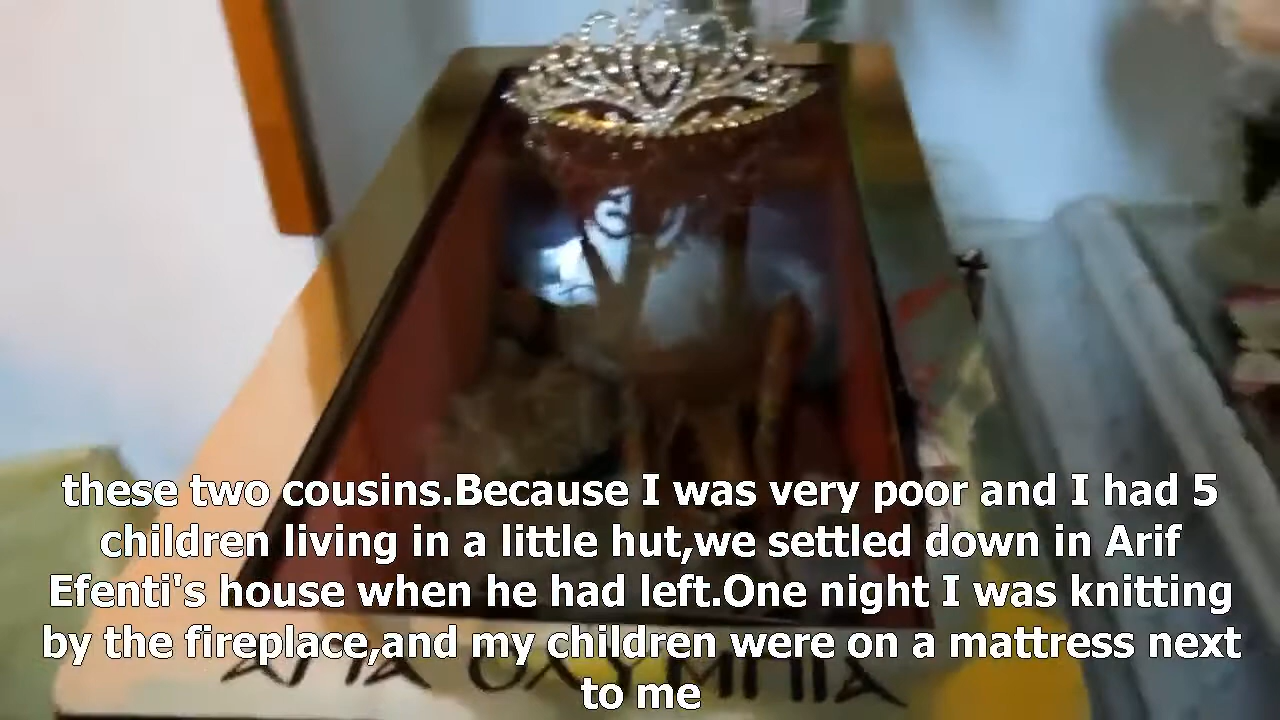 these two cousins.Because I was very poor and I had 5
children living in a little hut,we settled down in Arif
Efenti's house when he had left.One night I was knitting
by the fireplace,and my children were on a mattress next
to me
ΑΓΙΑ ΟΛΥΜΠΙΑ